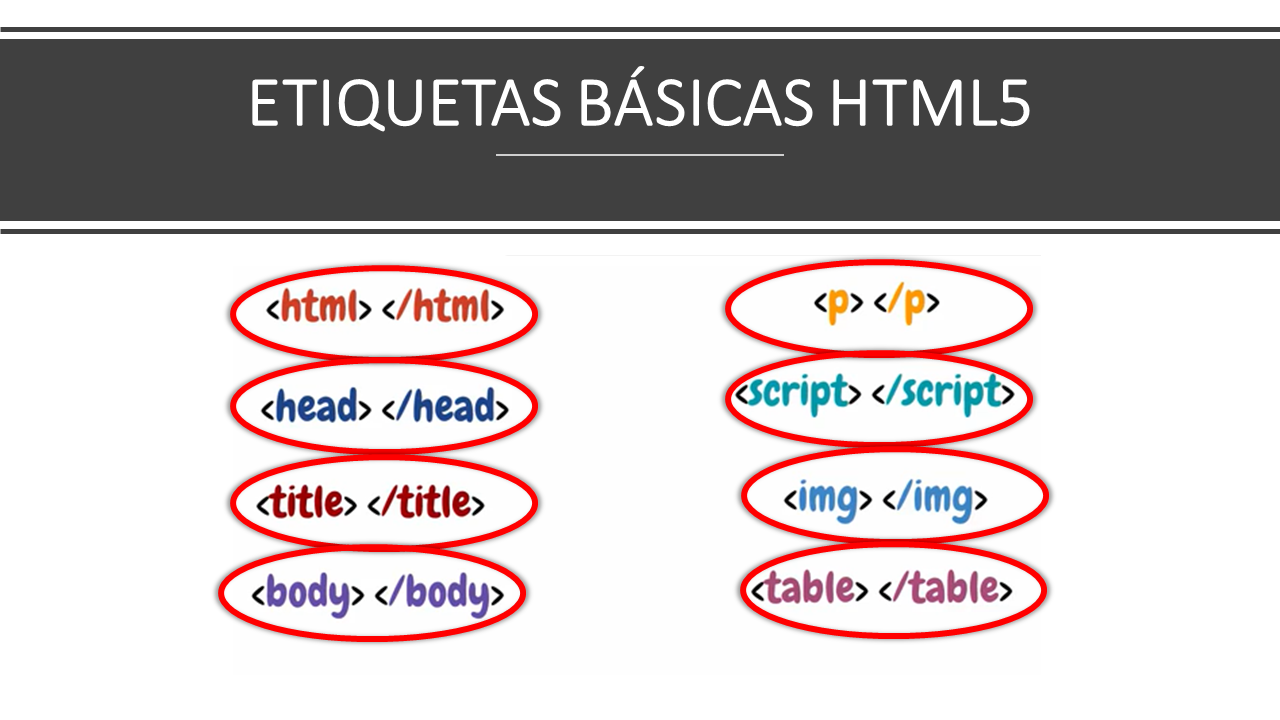 ETIQUETAS BÁSICAS HTML5
<html> </html>
<head> </head>
<title> </title>
<body> </body>
<p> </p>
<script> </script>
<img> </img>
<table> </table>